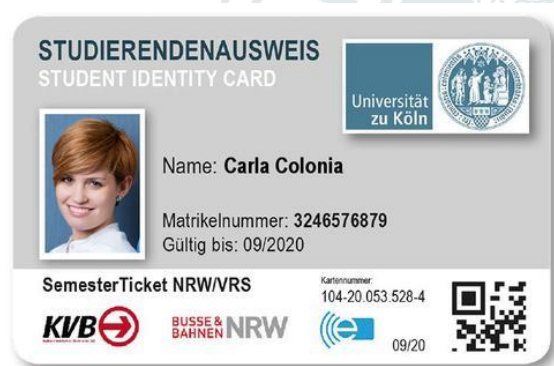 STUDIERENDENAUSWEIS
STUDENT IDENTITY CARD
Universität
zu Köln
Name: Carla Colonia
Matrikelnummer: 3246576879
Gültig bis: 09/2020
SemesterTicket NRW/VRS
Kartennummer:
104-20.053.528-4
KVB
BUSSE &
BAHNEN NRW
e
09/20